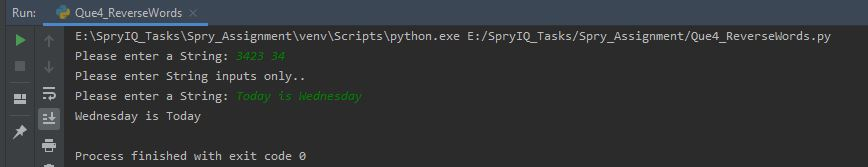 Run: Que4_ReverseWords ×
E:\SpryIQ_Tasks\Spry_Assignment\venv\Scripts\python.exe E:/SpryIQ_Tasks/Spry_Assignment/Que4_ReverseWords.py
Please enter a String: 3423 34
Please enter String inputs only..
Please enter a String: Today is Wednesday
Wednesday is Today
Process finished with exit code 0